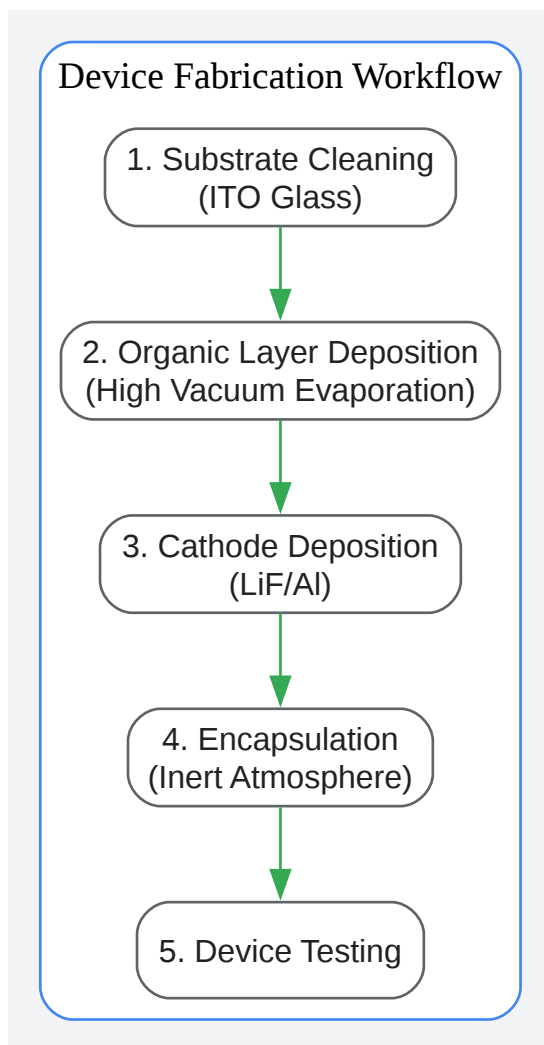 Device Fabrication Workflow
1. Substrate Cleaning
(ITO Glass)
2. Organic Layer Deposition
(High Vacuum Evaporation)
3. Cathode Deposition
(LiF/Al)
4. Encapsulation
(Inert Atmosphere)
5. Device Testing